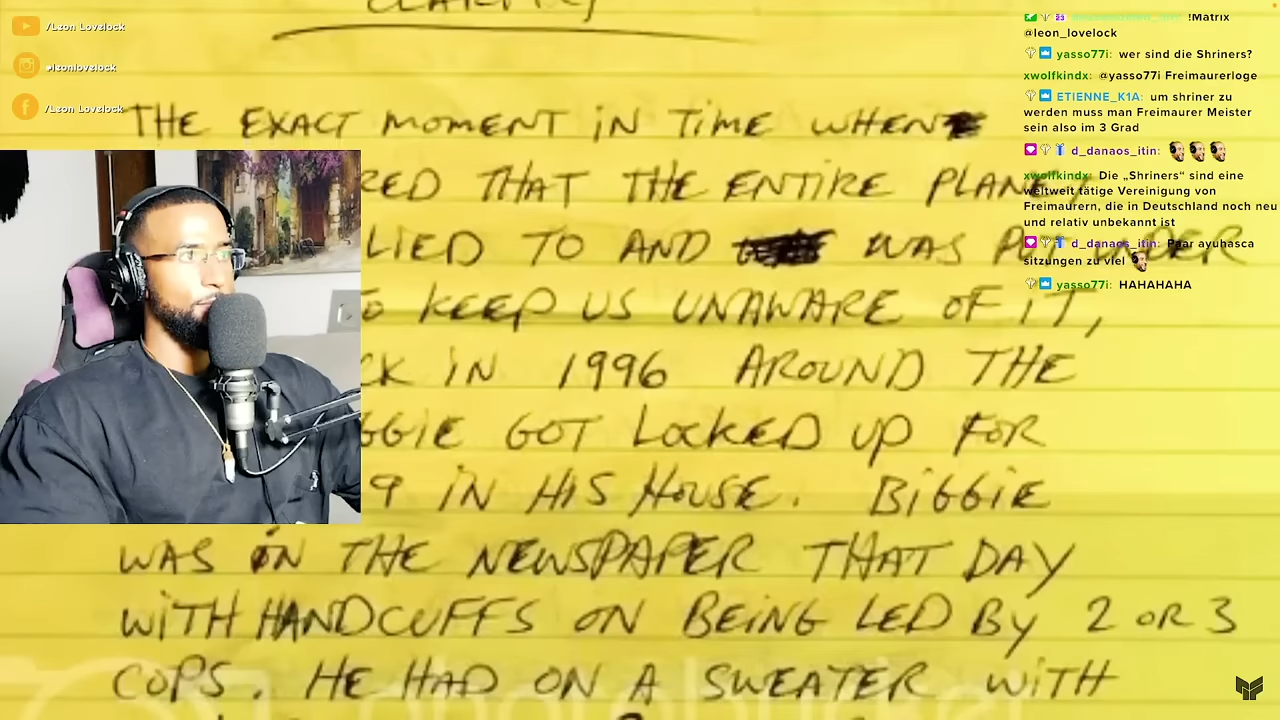 /Leon Lovelock
@leonlovelock
/Leon Lovelock
CLARITY
THE EXACT MOMENT IN TIME WHEN
RED THAT THE ENTIRE PLANE
LIED TO AND WAS PUT UNDER
O KEEP US UNAWARE OF IT,
CK IN 1996 AROUND THE
GGIE GOT LOCKED UP FOR
9 IN HIS HOUSE. BIGGIE
WAS ON THE NEWSPAPER THAT DAY
WITH HANDCUFFS ON BEING LED BY 2 OR 3
COPS. HE HAD ON A SWEATER WITH
!Matrix
@leon_lovelock
yasso77i: wer sind die Shriners?
xwolfkindx: @yasso77i Freimaurerloge
ETIENNE_K1A: um shriner zu
werden muss man Freimaurer Meister
sein also im 3 Grad
d_danaos_itin:
xwolfkindx: Die „Shriners“ sind eine
weltweit tätige Vereinigung von
Freimaurern, die in Deutschland noch neu
und relativ unbekannt ist
d_danaos_itin: Paar ayuhasca
sitzungen zu viel
yasso77i: HAHAHAHA